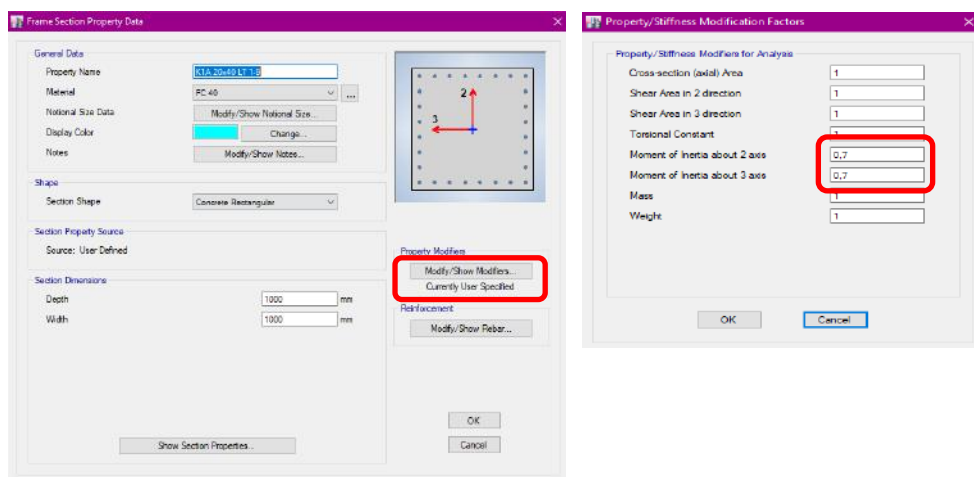 Frame Section Property Data
General Data
Property Name
K1A 20x40 LT 1-8
Material
FC 40
...
Notional Size Data
Modify/Show Notional Size...
Display Color
Change...
Notes
Modify/Show Notes...
Shape
Section Shape
Concrete Rectangular
Section Property Source
Source: User Defined
Section Dimensions
Depth
1000
mm
Width
1000
mm
Show Section Properties...
2
3
Property Modifiers
Modify/Show Modifiers...
Currently User Specified
Reinforcement
Modify/Show Rebar...
OK
Cancel
Property/Stiffness Modification Factors
Property/Stiffness Modifiers for Analysis
Cross-section (axial) Area
1
Shear Area in 2 direction
1
Shear Area in 3 direction
1
Torsional Constant
1
Moment of Inertia about 2 axis
0,7
Moment of Inertia about 3 axis
0,7
Mass
1
Weight
1
OK
Cancel